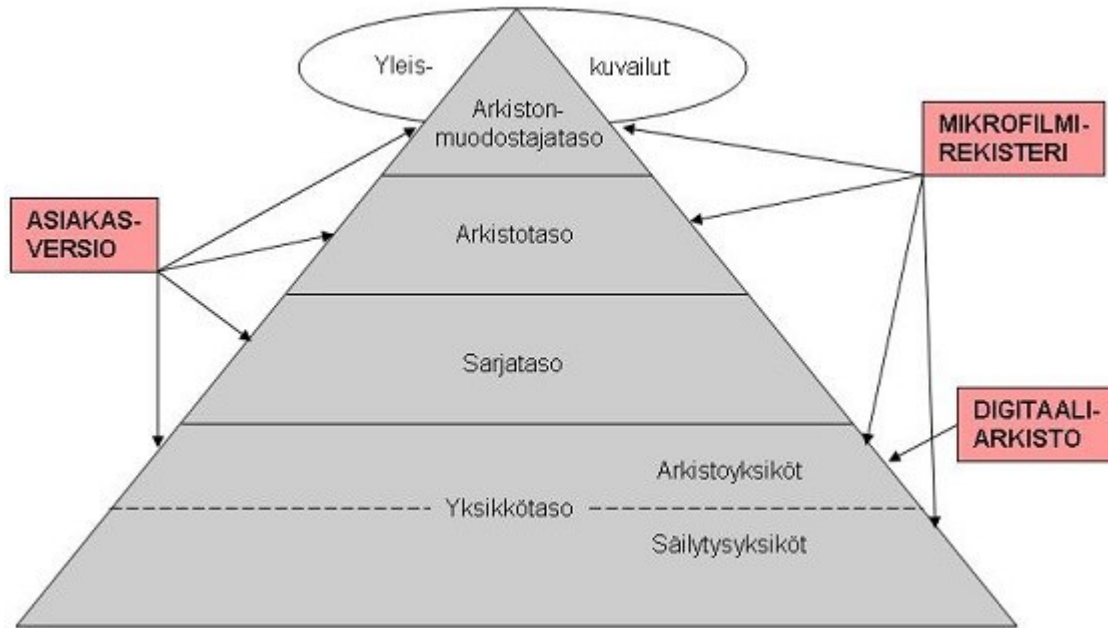 Yleis- kuvailut
Arkiston-
muodostajataso
MIKROFILMI-
REKISTERI
ASIAKAS-
VERSIO
Arkistotaso
Sarjataso
DIGITAALI-
ARKISTO
Arkistoyksiköt
Yksikkötaso
Säilytysyksiköt